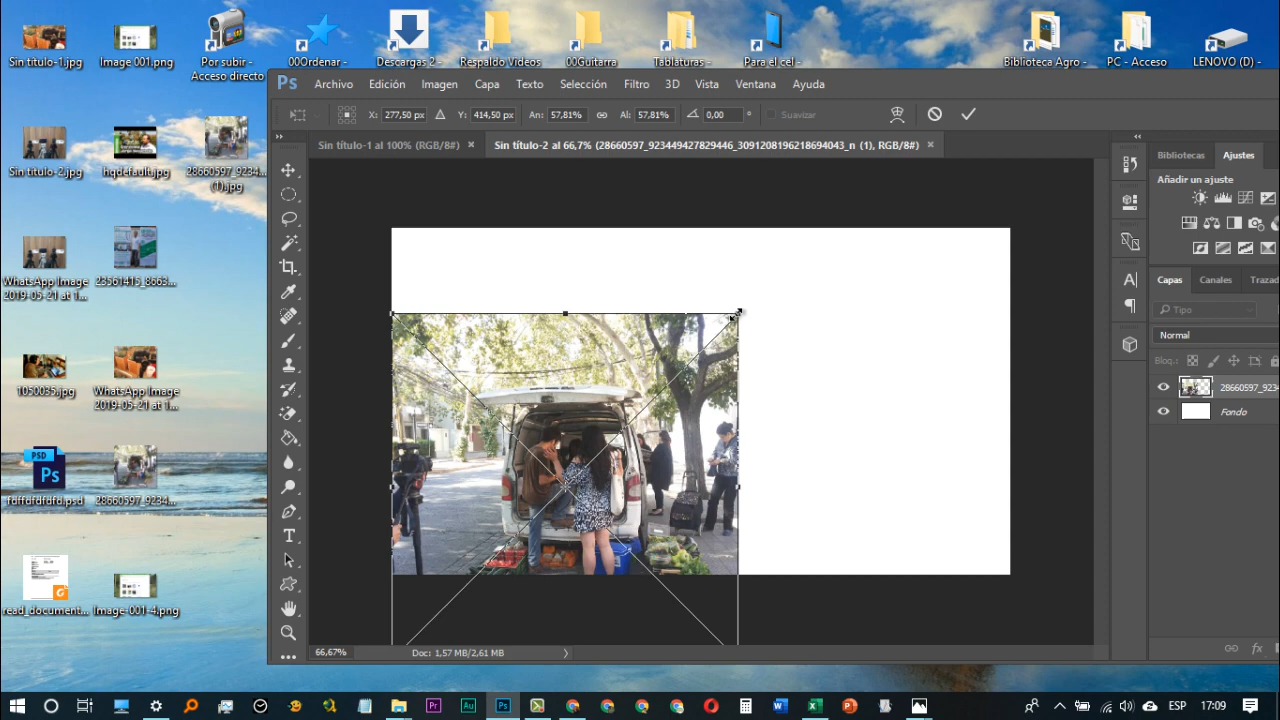 Sin título-1.jpg
Image 001.png
Por subir -
Acceso directo
00Ordenar -
Descargas 2 -
Respaldo Videos
00Guitarra
Tablaturas -
Para el cel -
Biblioteca Agro -
PC - Acceso
LENOVO (D) -
Sin título-2.jpg
hqdefault.jpg
28660597_9234...
(1).jpg
WhatsApp Image
2019-05-21 at 1...
23561415_8663...
1050035.jpg
WhatsApp Image
2019-05-21 at 1...
PSD
Ps
fdffdfdfdfd.psd
28660597_9234...
read_document...
Image-001-4.png
Ps
Archivo
Edición
Imagen
Capa
Texto
Selección
Filtro
3D
Vista
Ventana
Ayuda
X: 277,50 px
Y: 414,50 px
An: 57,81%
Al: 57,81%
0,00 °
Suavizar
Sin título-1 al 100% (RGB/8#) ×
Sin título-2 al 66,7% (28660597_923449427829446_3091208196218694043_n (1), RGB/8#) ×
Bibliotecas
Ajustes
Añadir un ajuste
Capas
Canales
Trazad
Tipo
Normal
Bloq.:
28660597_923
Fondo
fx
66,67%
Doc: 1,57 MB/2,61 MB
Pr
Au
Ps
ESP
17:09